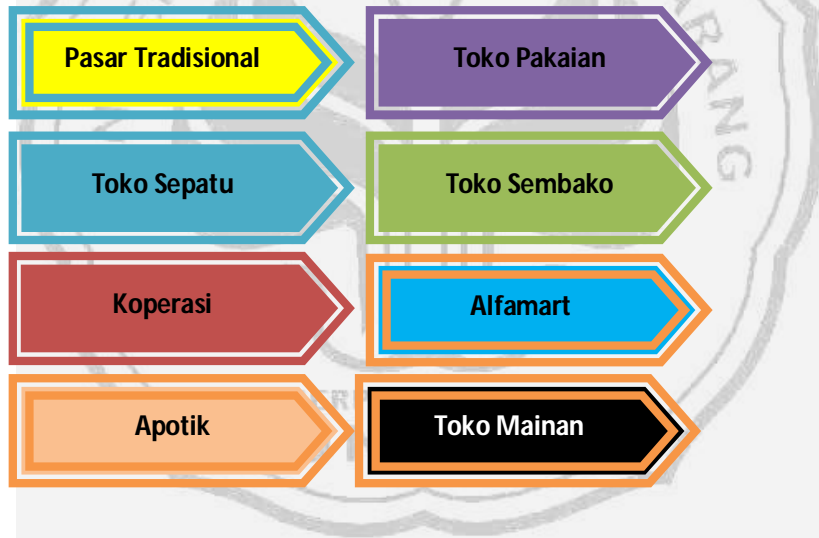 Pasar Tradisional
Toko Pakaian
Toko Sepatu
Toko Sembako
Koperasi
Alfamart
Apotik
Toko Mainan